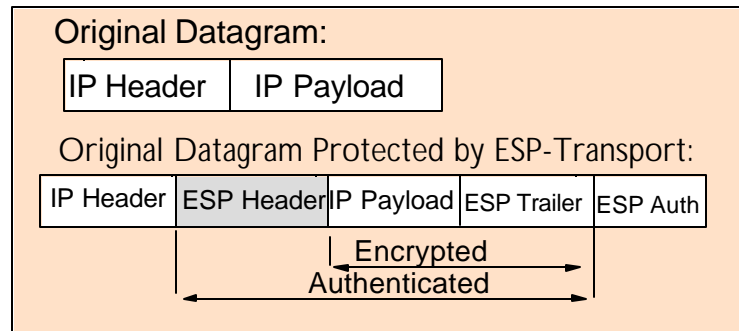 Original Datagram:
IP Header IP Payload
Original Datagram Protected by ESP-Transport:
IP Header ESP Header IP Payload ESP Trailer ESP Auth
Encrypted
Authenticated